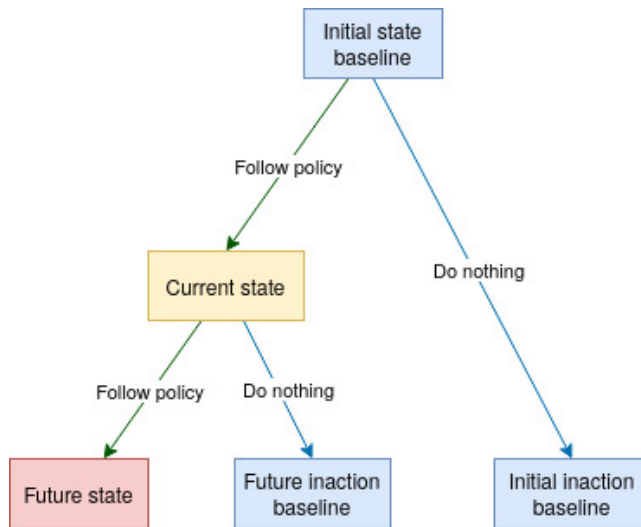 Initial state
baseline
Follow policy
Do nothing
Current state
Follow policy
Do nothing
Future state
Future inaction
baseline
Initial inaction
baseline